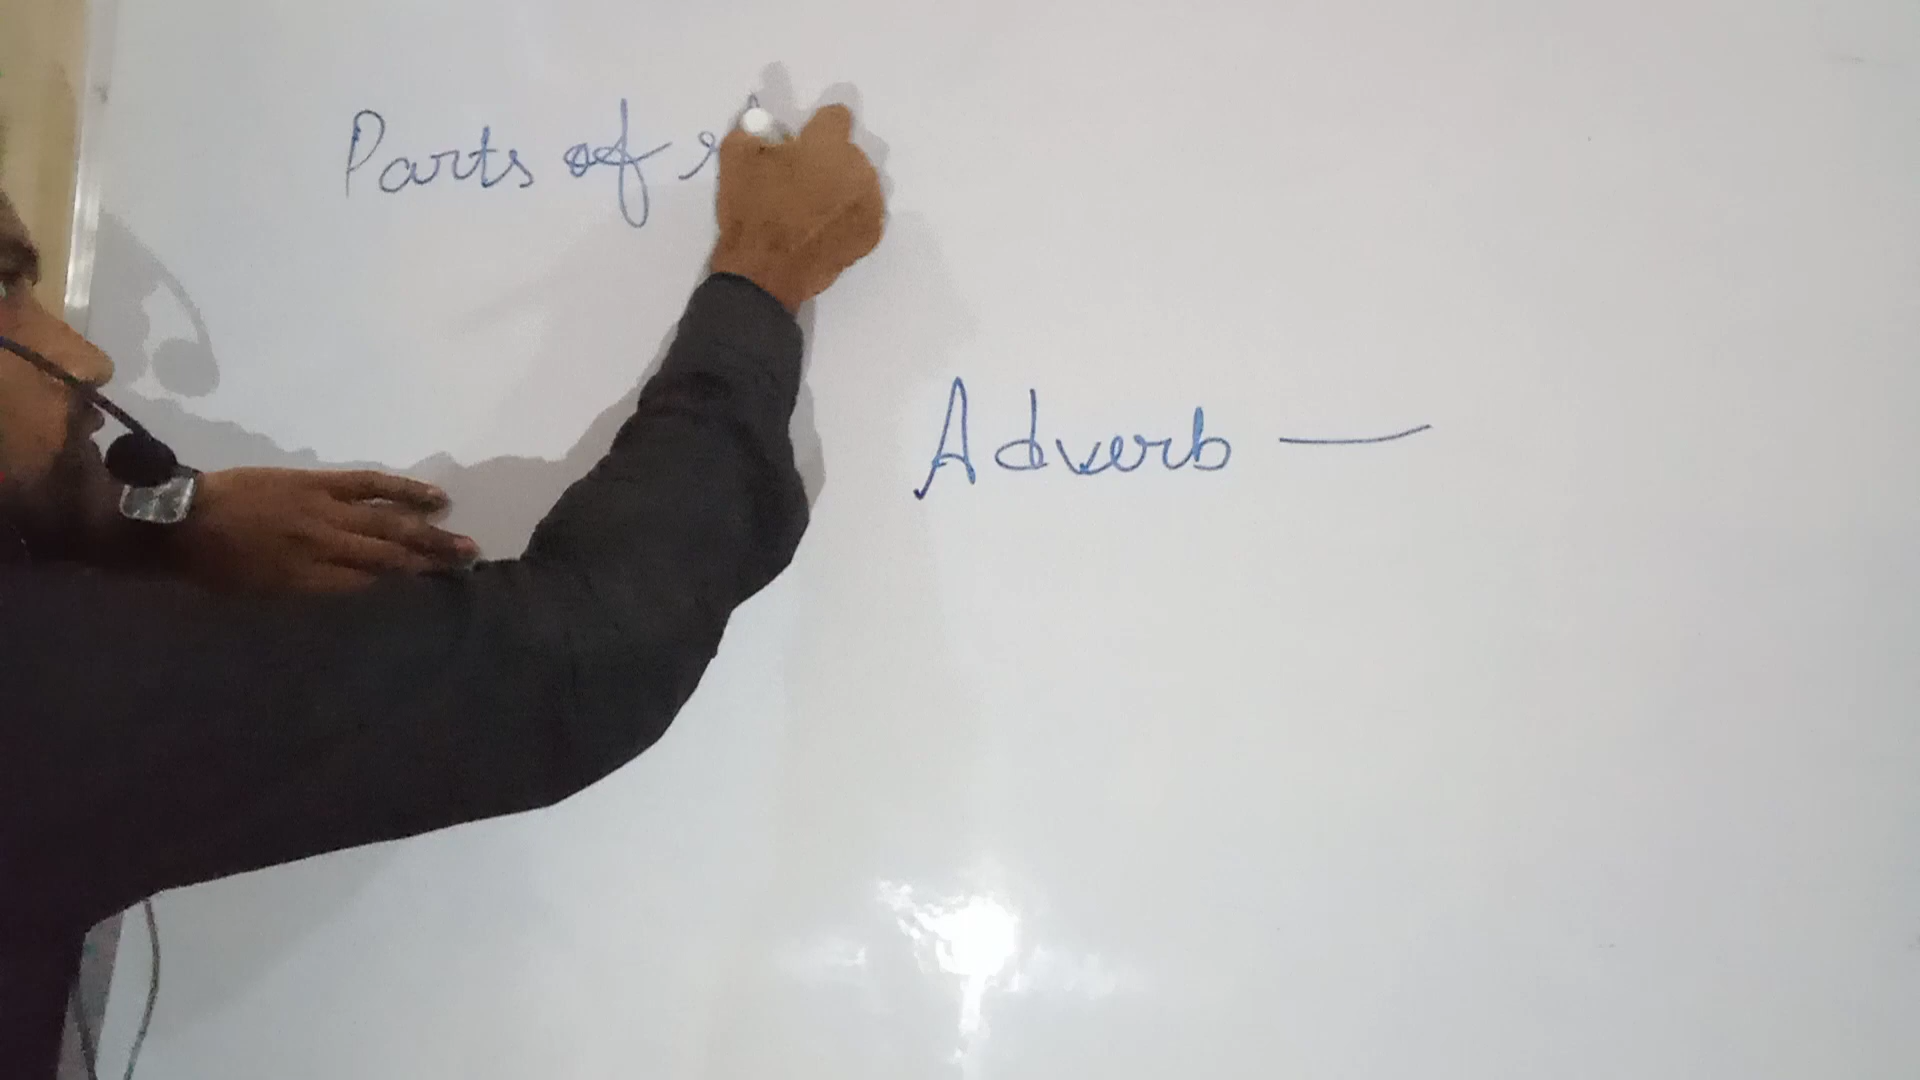 Parts of
Adverb —